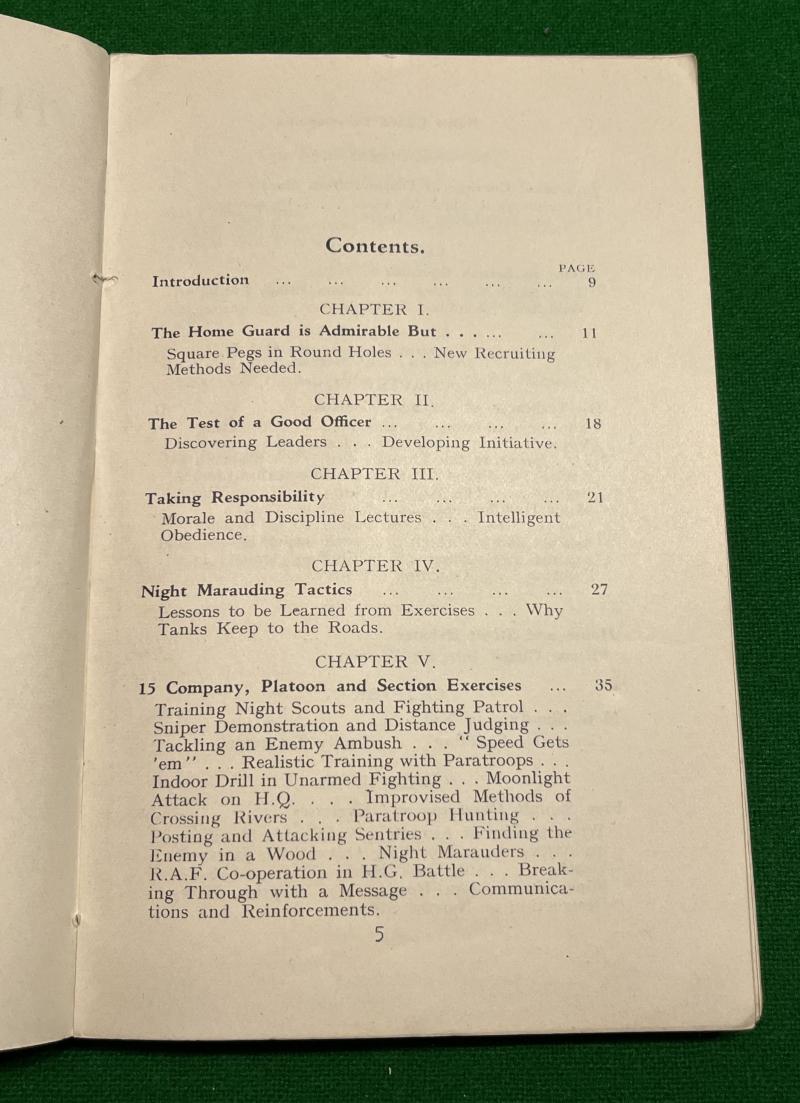 Contents.
PAGE
Introduction ... ... ... ... ... ... 9
CHAPTER I.
The Home Guard is Admirable But . . . ... ... 11
Square Pegs in Round Holes . . . New Recruiting
Methods Needed.
CHAPTER II.
The Test of a Good Officer ... ... ... ... 18
Discovering Leaders . . . Developing Initiative.
CHAPTER III.
Taking Responsibility ... ... ... ... 21
Morale and Discipline Lectures . . . Intelligent
Obedience.
CHAPTER IV.
Night Marauding Tactics ... ... ... ... 27
Lessons to be Learned from Exercises . . . Why
Tanks Keep to the Roads.
CHAPTER V.
15 Company, Platoon and Section Exercises ... 35
Training Night Scouts and Fighting Patrol . . .
Sniper Demonstration and Distance Judging . . .
Tackling an Enemy Ambush . . . "Speed Gets
'em" . . . Realistic Training with Paratroops . . .
Indoor Drill in Unarmed Fighting . . . Moonlight
Attack on H.Q. . . . Improvised Methods of
Crossing Rivers . . . Paratroop Hunting . . .
Posting and Attacking Sentries . . . Finding the
Enemy in a Wood . . . Night Marauders . . .
R.A.F. Co-operation in H.G. Battle . . . Break-
ing Through with a Message . . . Communica-
tions and Reinforcements.
5